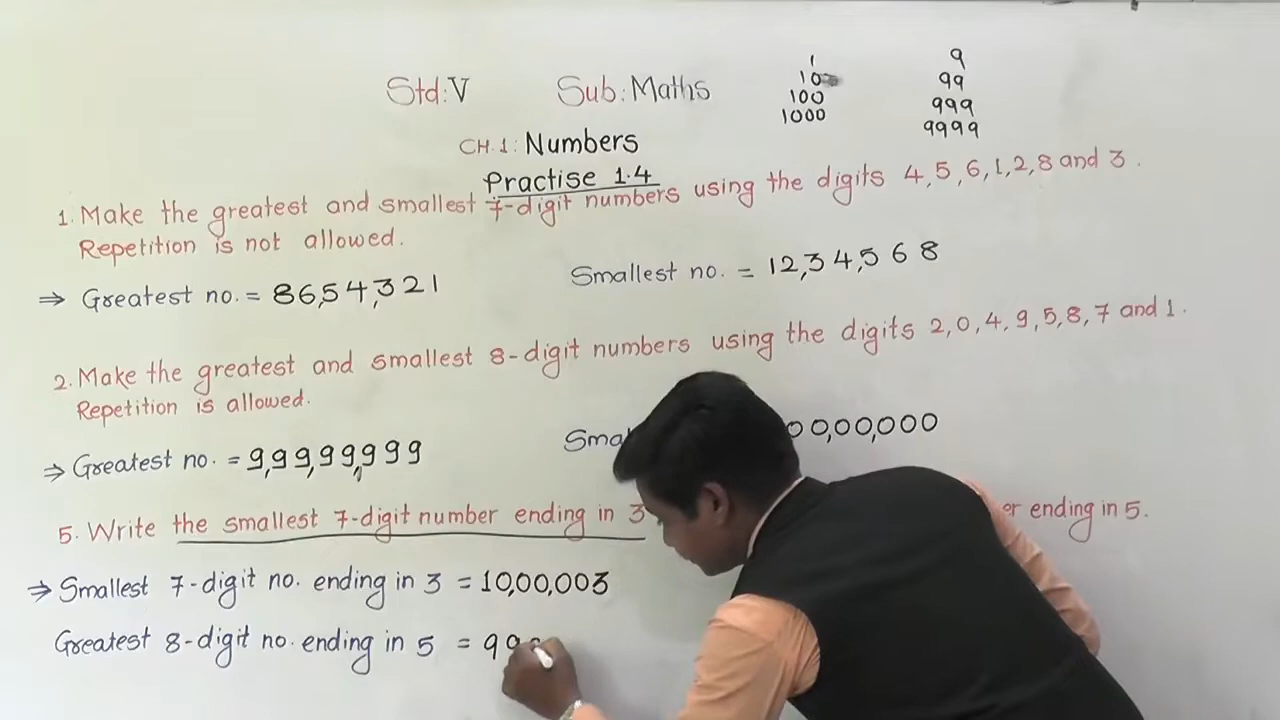 Std: V Sub: Maths
1
10
100
1000
9
99
999
9999
CH. 1: Numbers
Practise 1.4
1. Make the greatest and smallest 7-digit numbers using the digits 4, 5, 6, 1, 2, 8 and 3.
Repetition is not allowed.
⇒ Greatest no. = 86,54,321 Smallest no. = 12,34,568
2. Make the greatest and smallest 8-digit numbers using the digits 2, 0, 4, 9, 5, 8, 7 and 1.
Repetition is allowed.
⇒ Greatest no. = 9,99,99,999 00,00,000
5. Write the smallest 7-digit number ending in 3 ending in 5.
⇒ Smallest 7-digit no. ending in 3 = 10,00,003
Greatest 8-digit no. ending in 5 = 99